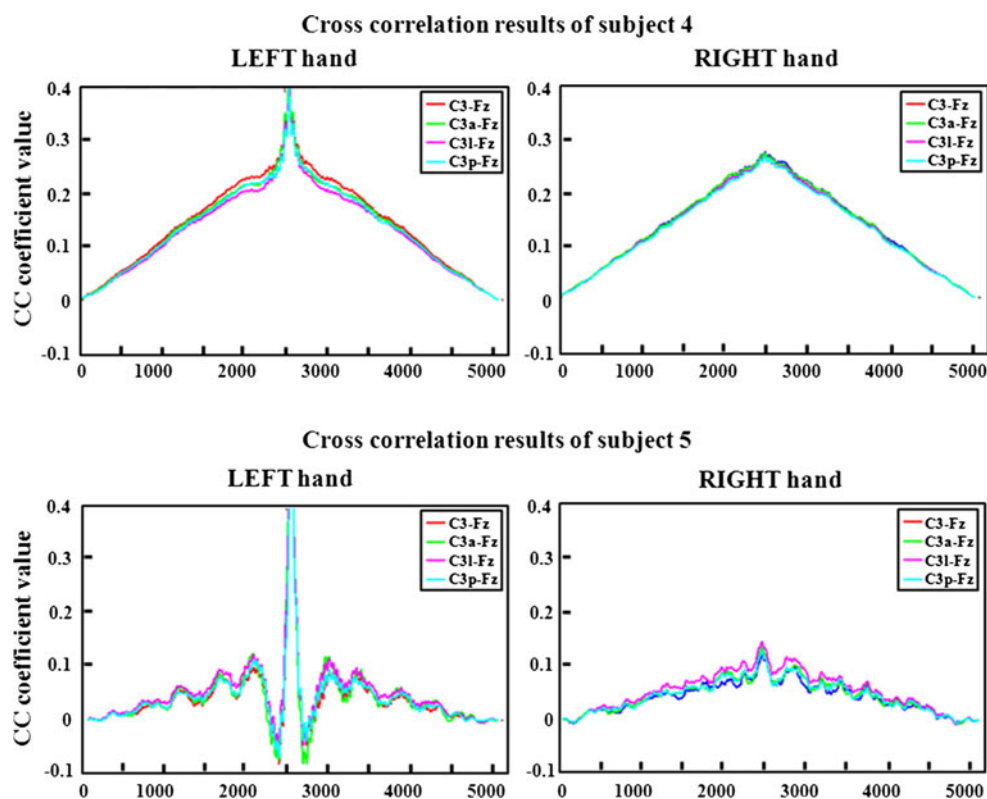 Cross correlation results of subject 4
LEFT hand
RIGHT hand
CC coefficient value
0.4
0.3
0.2
0.1
0
-0.1
C3-Fz
C3a-Fz
C3l-Fz
C3p-Fz
0 1000 2000 3000 4000 5000
0.4
0.3
0.2
0.1
0
-0.1
C3-Fz
C3a-Fz
C3l-Fz
C3p-Fz
0 1000 2000 3000 4000 5000
Cross correlation results of subject 5
LEFT hand
RIGHT hand
CC coefficient value
0.4
0.3
0.2
0.1
0
-0.1
C3-Fz
C3a-Fz
C3l-Fz
C3p-Fz
0 1000 2000 3000 4000 5000
0.4
0.3
0.2
0.1
0
-0.1
C3-Fz
C3a-Fz
C3l-Fz
C3p-Fz
0 1000 2000 3000 4000 5000